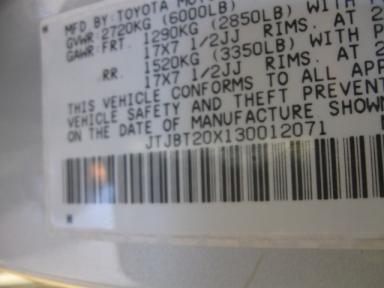 MFD BY:TOYOTA MOT
GVWR:2720KG (6000LB)
GAWR:FRT. 1290KG (2850LB) WITH
17X7 1/2JJ RIMS. AT 2
RR. 1520KG (3350LB) WITH P
17X7 1/2JJ RIMS. AT 2
THIS VEHICLE CONFORMS TO ALL APP
VEHICLE SAFETY AND THEFT PREVENT
ON THE DATE OF MANUFACTURE SHOWN
JTJBT20X130012071